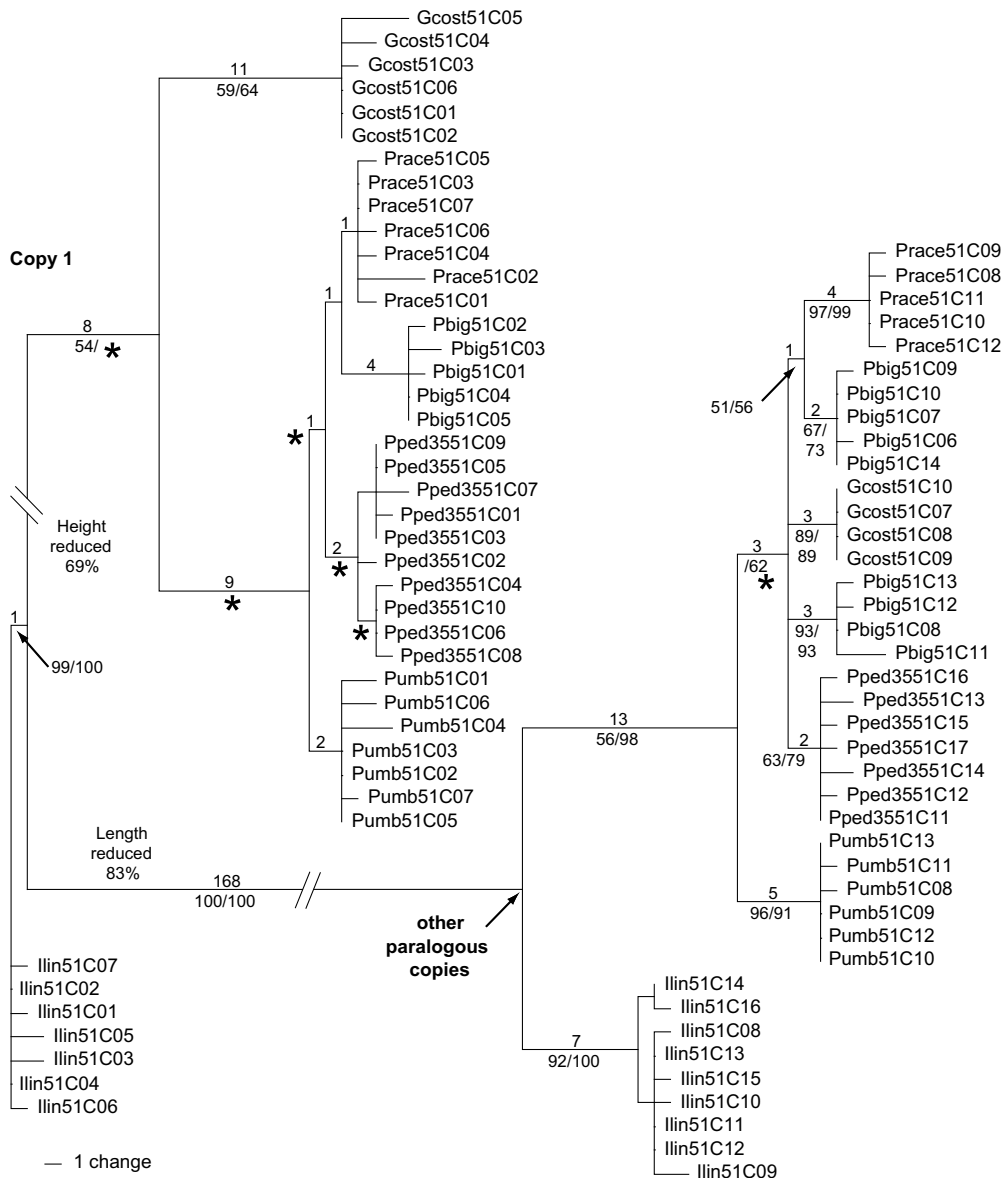 Copy 1
Gcost51C05
Gcost51C04
Gcost51C03
Gcost51C06
Gcost51C01
Gcost51C02
11
59/64
Prace51C05
Prace51C03
Prace51C07
1
Prace51C06
Prace51C04
Prace51C02
Prace51C01
1
8
54/ *
Pbig51C02
Pbig51C03
4
Pbig51C01
Pbig51C04
Pbig51C05
1
*
Pped3551C09
Pped3551C05
Pped3551C07
Pped3551C01
Pped3551C03
2
*
Pped3551C02
Pped3551C04
Pped3551C10
Pped3551C06
*
Pped3551C08
9
*
Pumb51C01
Pumb51C06
Pumb51C04
2
Pumb51C03
Pumb51C02
Pumb51C07
Pumb51C05
Height
reduced
69%
1
99/100
Length
reduced
83%
168
100/100
other
paralogous
copies
Ilin51C07
Ilin51C02
Ilin51C01
Ilin51C05
Ilin51C03
Ilin51C04
Ilin51C06
1 change
Prace51C09
Prace51C08
4
97/99
Prace51C11
Prace51C10
Prace51C12
1
51/56
Pbig51C09
Pbig51C10
2
67/
73
Pbig51C07
Pbig51C06
Pbig51C14
Gcost51C10
Gcost51C07
3
89/
89
Gcost51C08
Gcost51C09
3
/62
*
Pbig51C13
Pbig51C12
3
93/
93
Pbig51C08
Pbig51C11
Pped3551C16
Pped3551C13
Pped3551C15
2
63/79
Pped3551C17
Pped3551C14
Pped3551C12
Pped3551C11
13
56/98
Pumb51C13
Pumb51C11
Pumb51C08
5
96/91
Pumb51C09
Pumb51C12
Pumb51C10
Ilin51C14
Ilin51C16
7
92/100
Ilin51C08
Ilin51C13
Ilin51C15
Ilin51C10
Ilin51C11
Ilin51C12
Ilin51C09